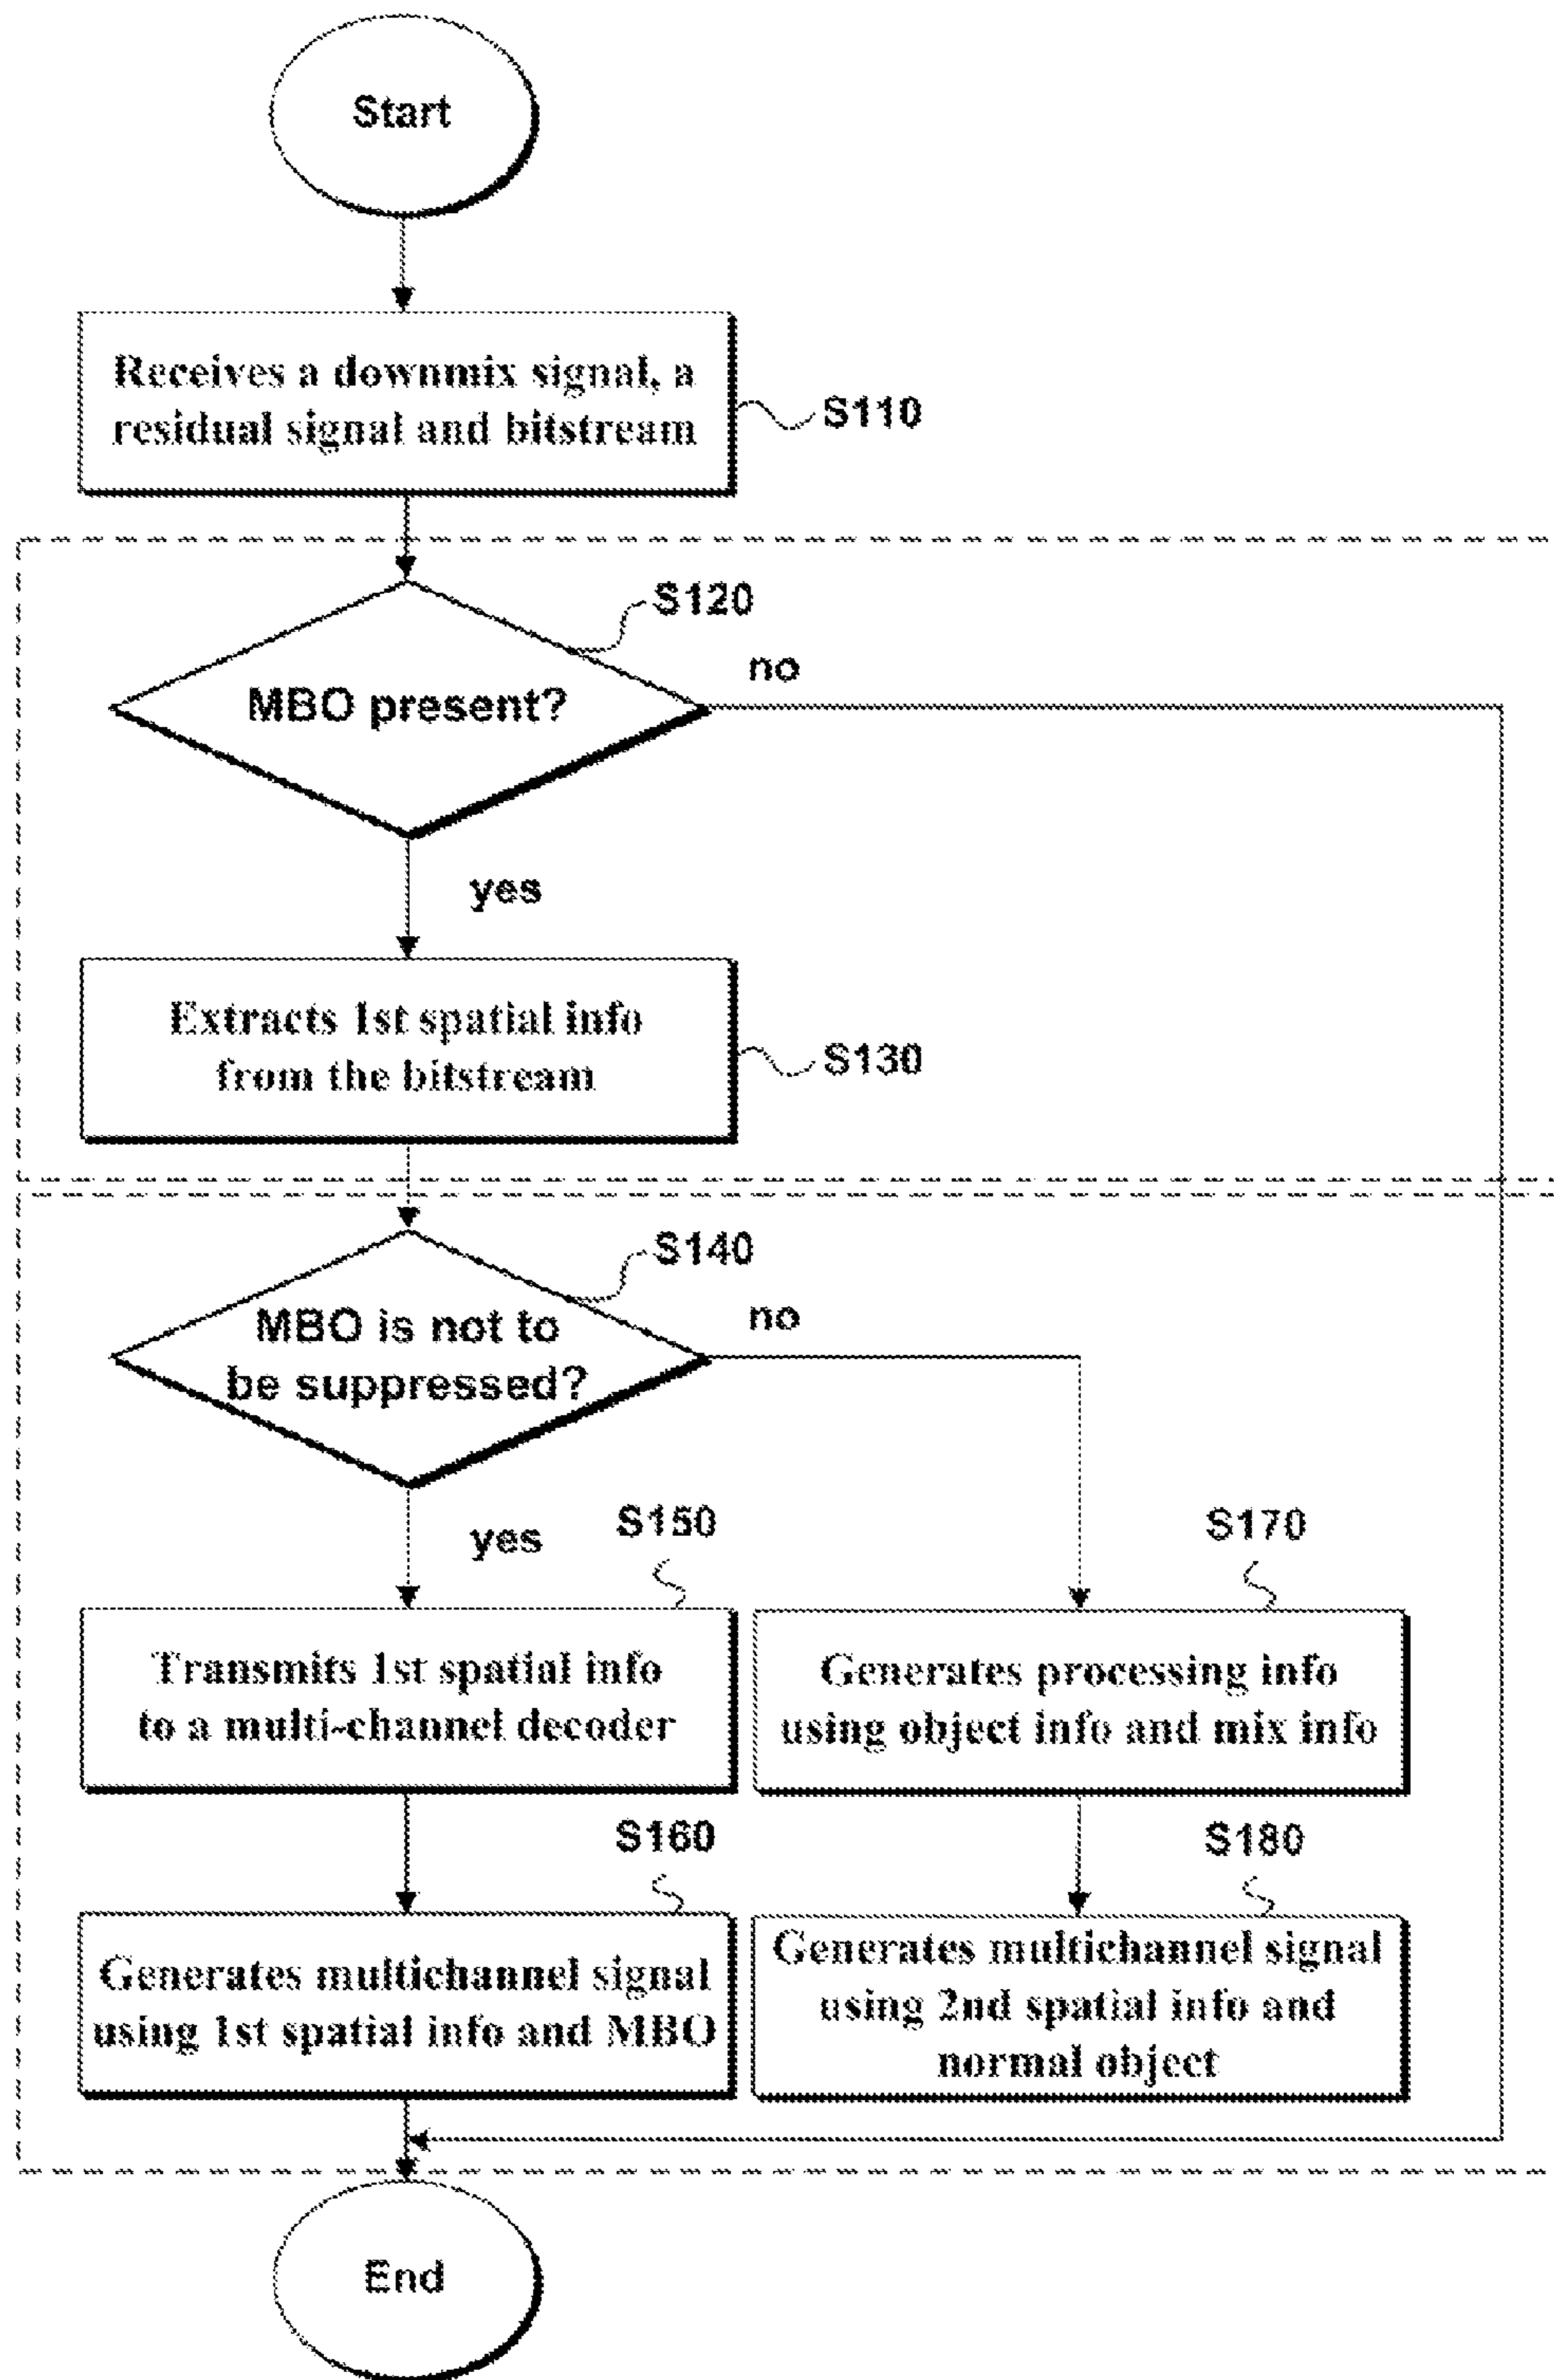 Start
Receives a downmix signal, a
residual signal and bitstream
S110
S120
no
MBO present?
yes
Extracts 1st spatial info
from the bitstream
S130
S140
no
MBO is not to
be suppressed?
yes
S150
S170
Transmits 1st spatial info
to a multi-channel decoder
Generates processing info
using object info and mix info
S160
S180
Generates multichannel signal
using 1st spatial info and MBO
Generates multichannel signal
using 2nd spatial info and
normal object
End